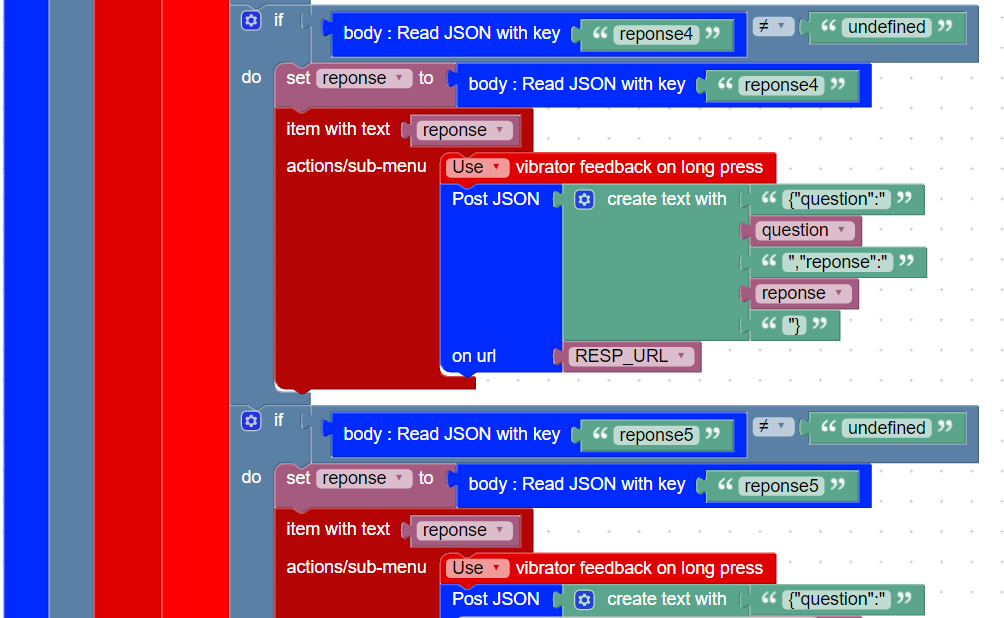 if body : Read JSON with key “ reponse4 ” ≠ “ undefined ”
do set reponse to body : Read JSON with key “ reponse4 ”
item with text reponse
actions/sub-menu Use vibrator feedback on long press
Post JSON create text with “ {"question":" ”
question
“ ","reponse":" ”
reponse
“ "} ”
on url RESP_URL
if body : Read JSON with key “ reponse5 ” ≠ “ undefined ”
do set reponse to body : Read JSON with key “ reponse5 ”
item with text reponse
actions/sub-menu Use vibrator feedback on long press
Post JSON create text with “ {"question":" ”